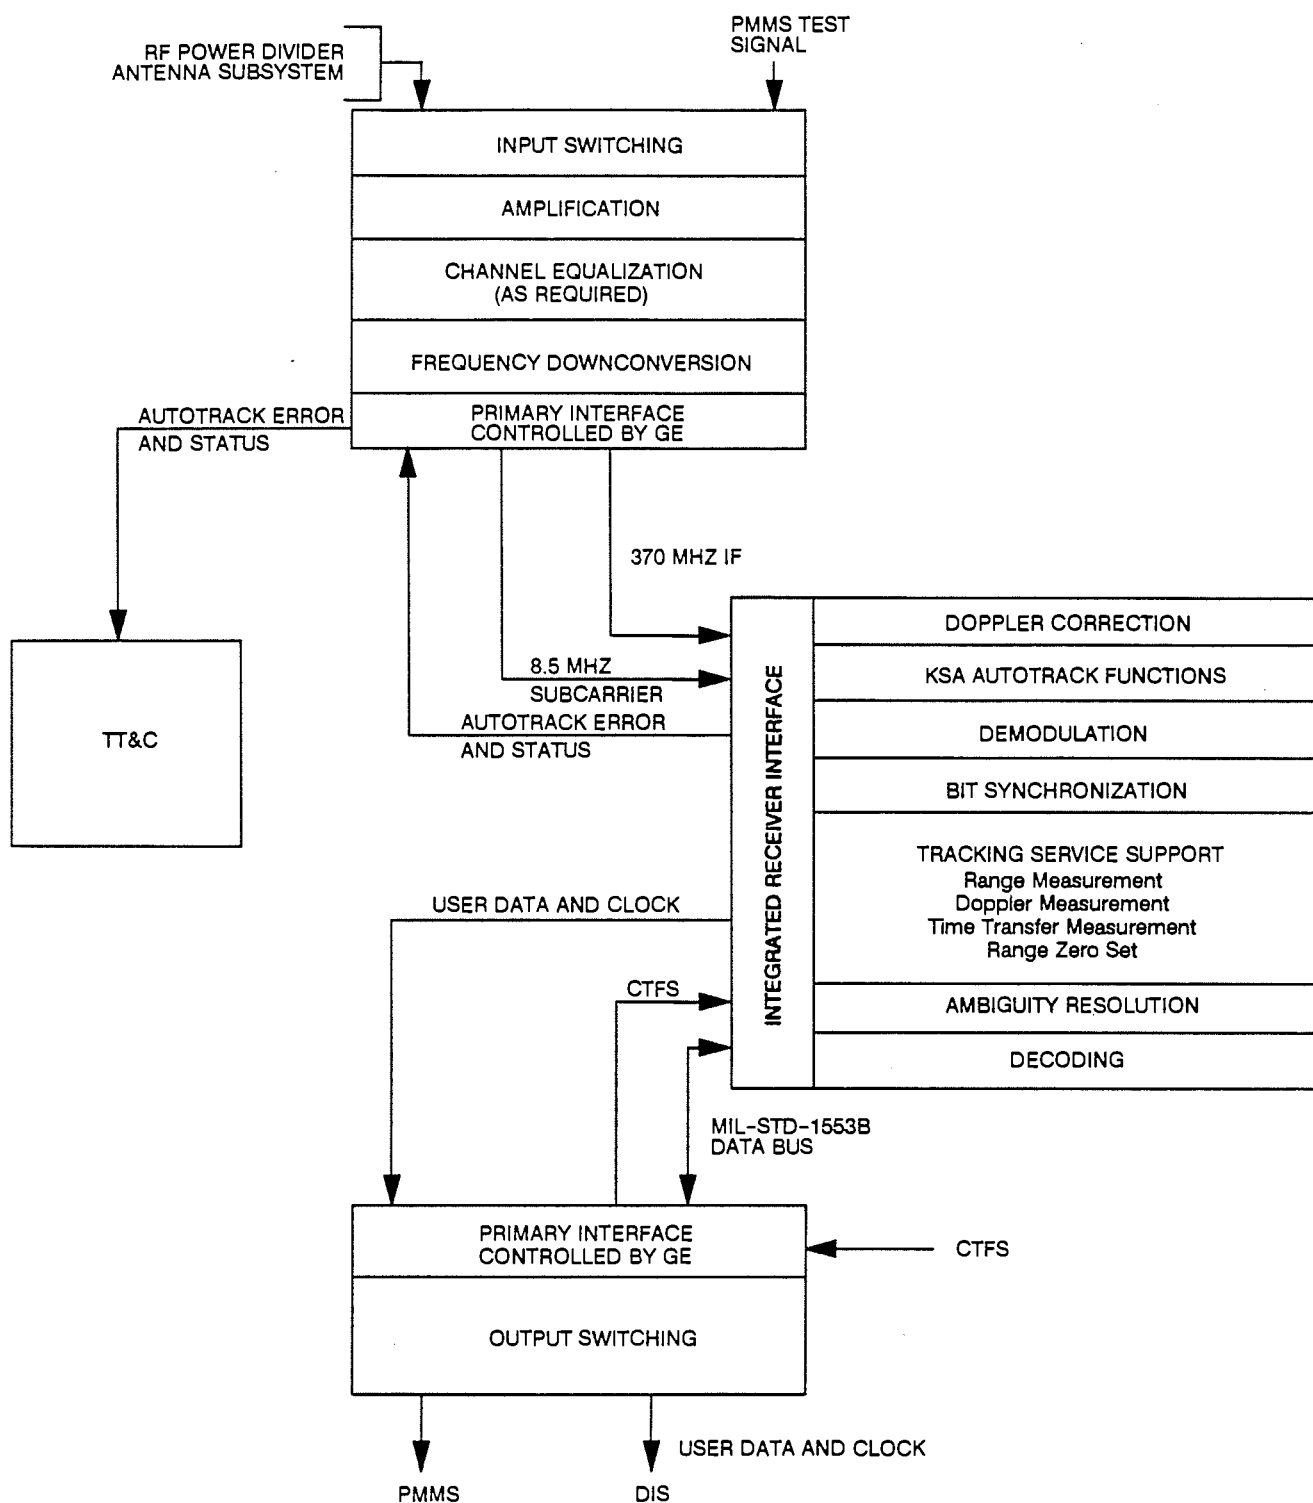 RF POWER DIVIDER
ANTENNA SUBSYSTEM
PMMS TEST
SIGNAL
INPUT SWITCHING
AMPLIFICATION
CHANNEL EQUALIZATION
(AS REQUIRED)
FREQUENCY DOWNCONVERSION
PRIMARY INTERFACE
CONTROLLED BY GE
AUTOTRACK ERROR
AND STATUS
370 MHZ IF
8.5 MHZ
SUBCARRIER
AUTOTRACK ERROR
AND STATUS
TT&C
INTEGRATED RECEIVER INTERFACE
DOPPLER CORRECTION
KSA AUTOTRACK FUNCTIONS
DEMODULATION
BIT SYNCHRONIZATION
TRACKING SERVICE SUPPORT
Range Measurement
Doppler Measurement
Time Transfer Measurement
Range Zero Set
AMBIGUITY RESOLUTION
DECODING
USER DATA AND CLOCK
CTFS
MIL-STD-1553B
DATA BUS
PRIMARY INTERFACE
CONTROLLED BY GE
CTFS
OUTPUT SWITCHING
USER DATA AND CLOCK
PMMS
DIS